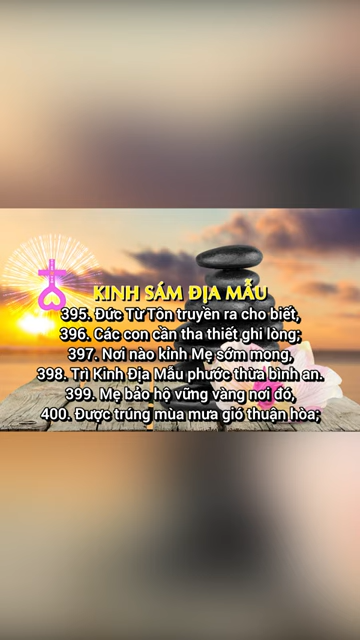 KINH SÁM ĐỊA MẪU
395. Đức Từ Tôn truyền ra cho biết,
396. Các con cần tha thiết ghi lòng;
397. Nơi nào kỉnh Mẹ sớm mong,
398. Trì Kinh Địa Mẫu phước thừa bình an.
399. Mẹ bảo hộ vững vàng nơi đó,
400. Được trúng mùa mưa gió thuận hòa;